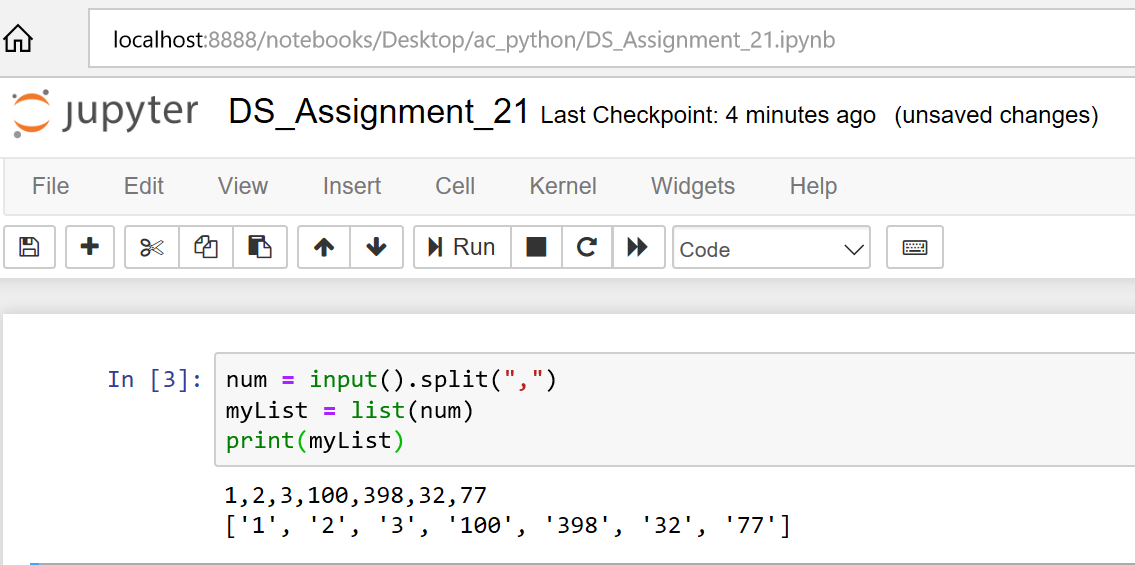 localhost:8888/notebooks/Desktop/ac_python/DS_Assignment_21.ipynb
jupyter DS_Assignment_21 Last Checkpoint: 4 minutes ago (unsaved changes)
File Edit View Insert Cell Kernel Widgets Help
Run Code
In [3]: num = input().split(",")
myList = list(num)
print(myList)
1,2,3,100,398,32,77
['1', '2', '3', '100', '398', '32', '77']